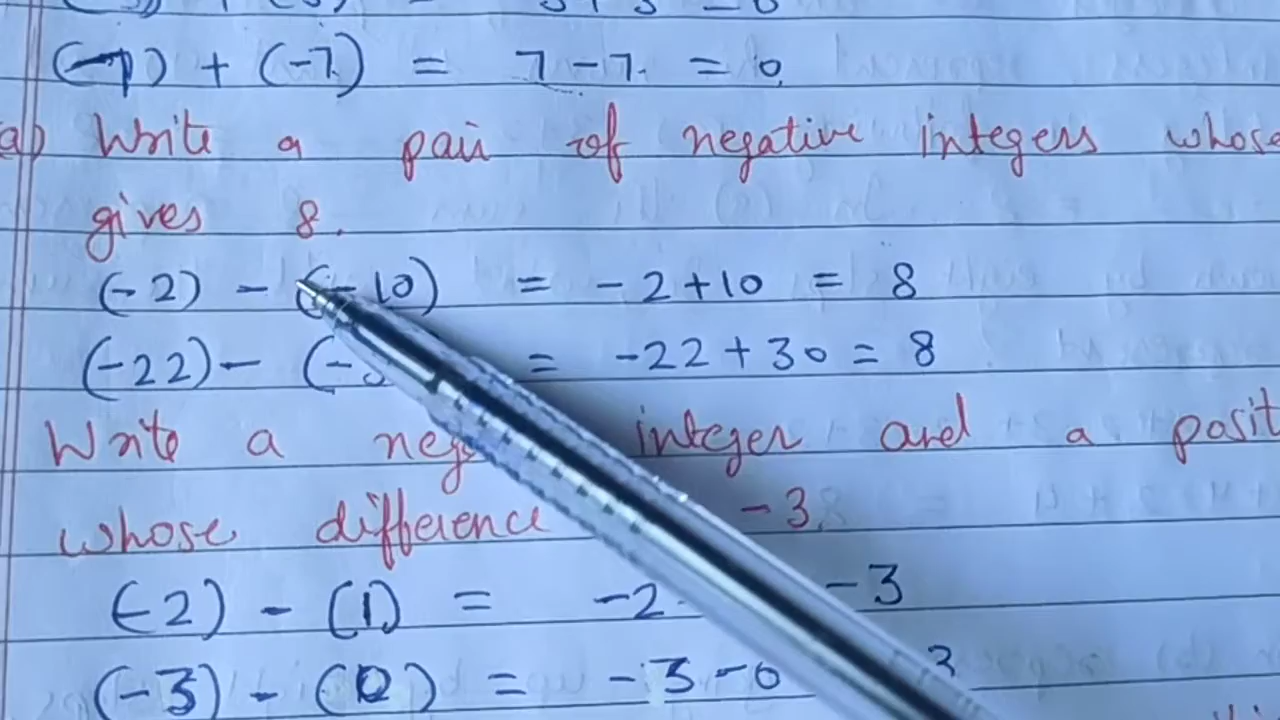 (-7) + (-7) = 7-7 = 0
a) Write a pair of negative integers whose
gives 8.
(-2) - (-10) = -2+10 = 8
(-22) - (- = -22+30 = 8
Write a integer and a posit
whose difference -3
(-2) - (1) = -2 -3
(-3) - (0) = -3-0 3